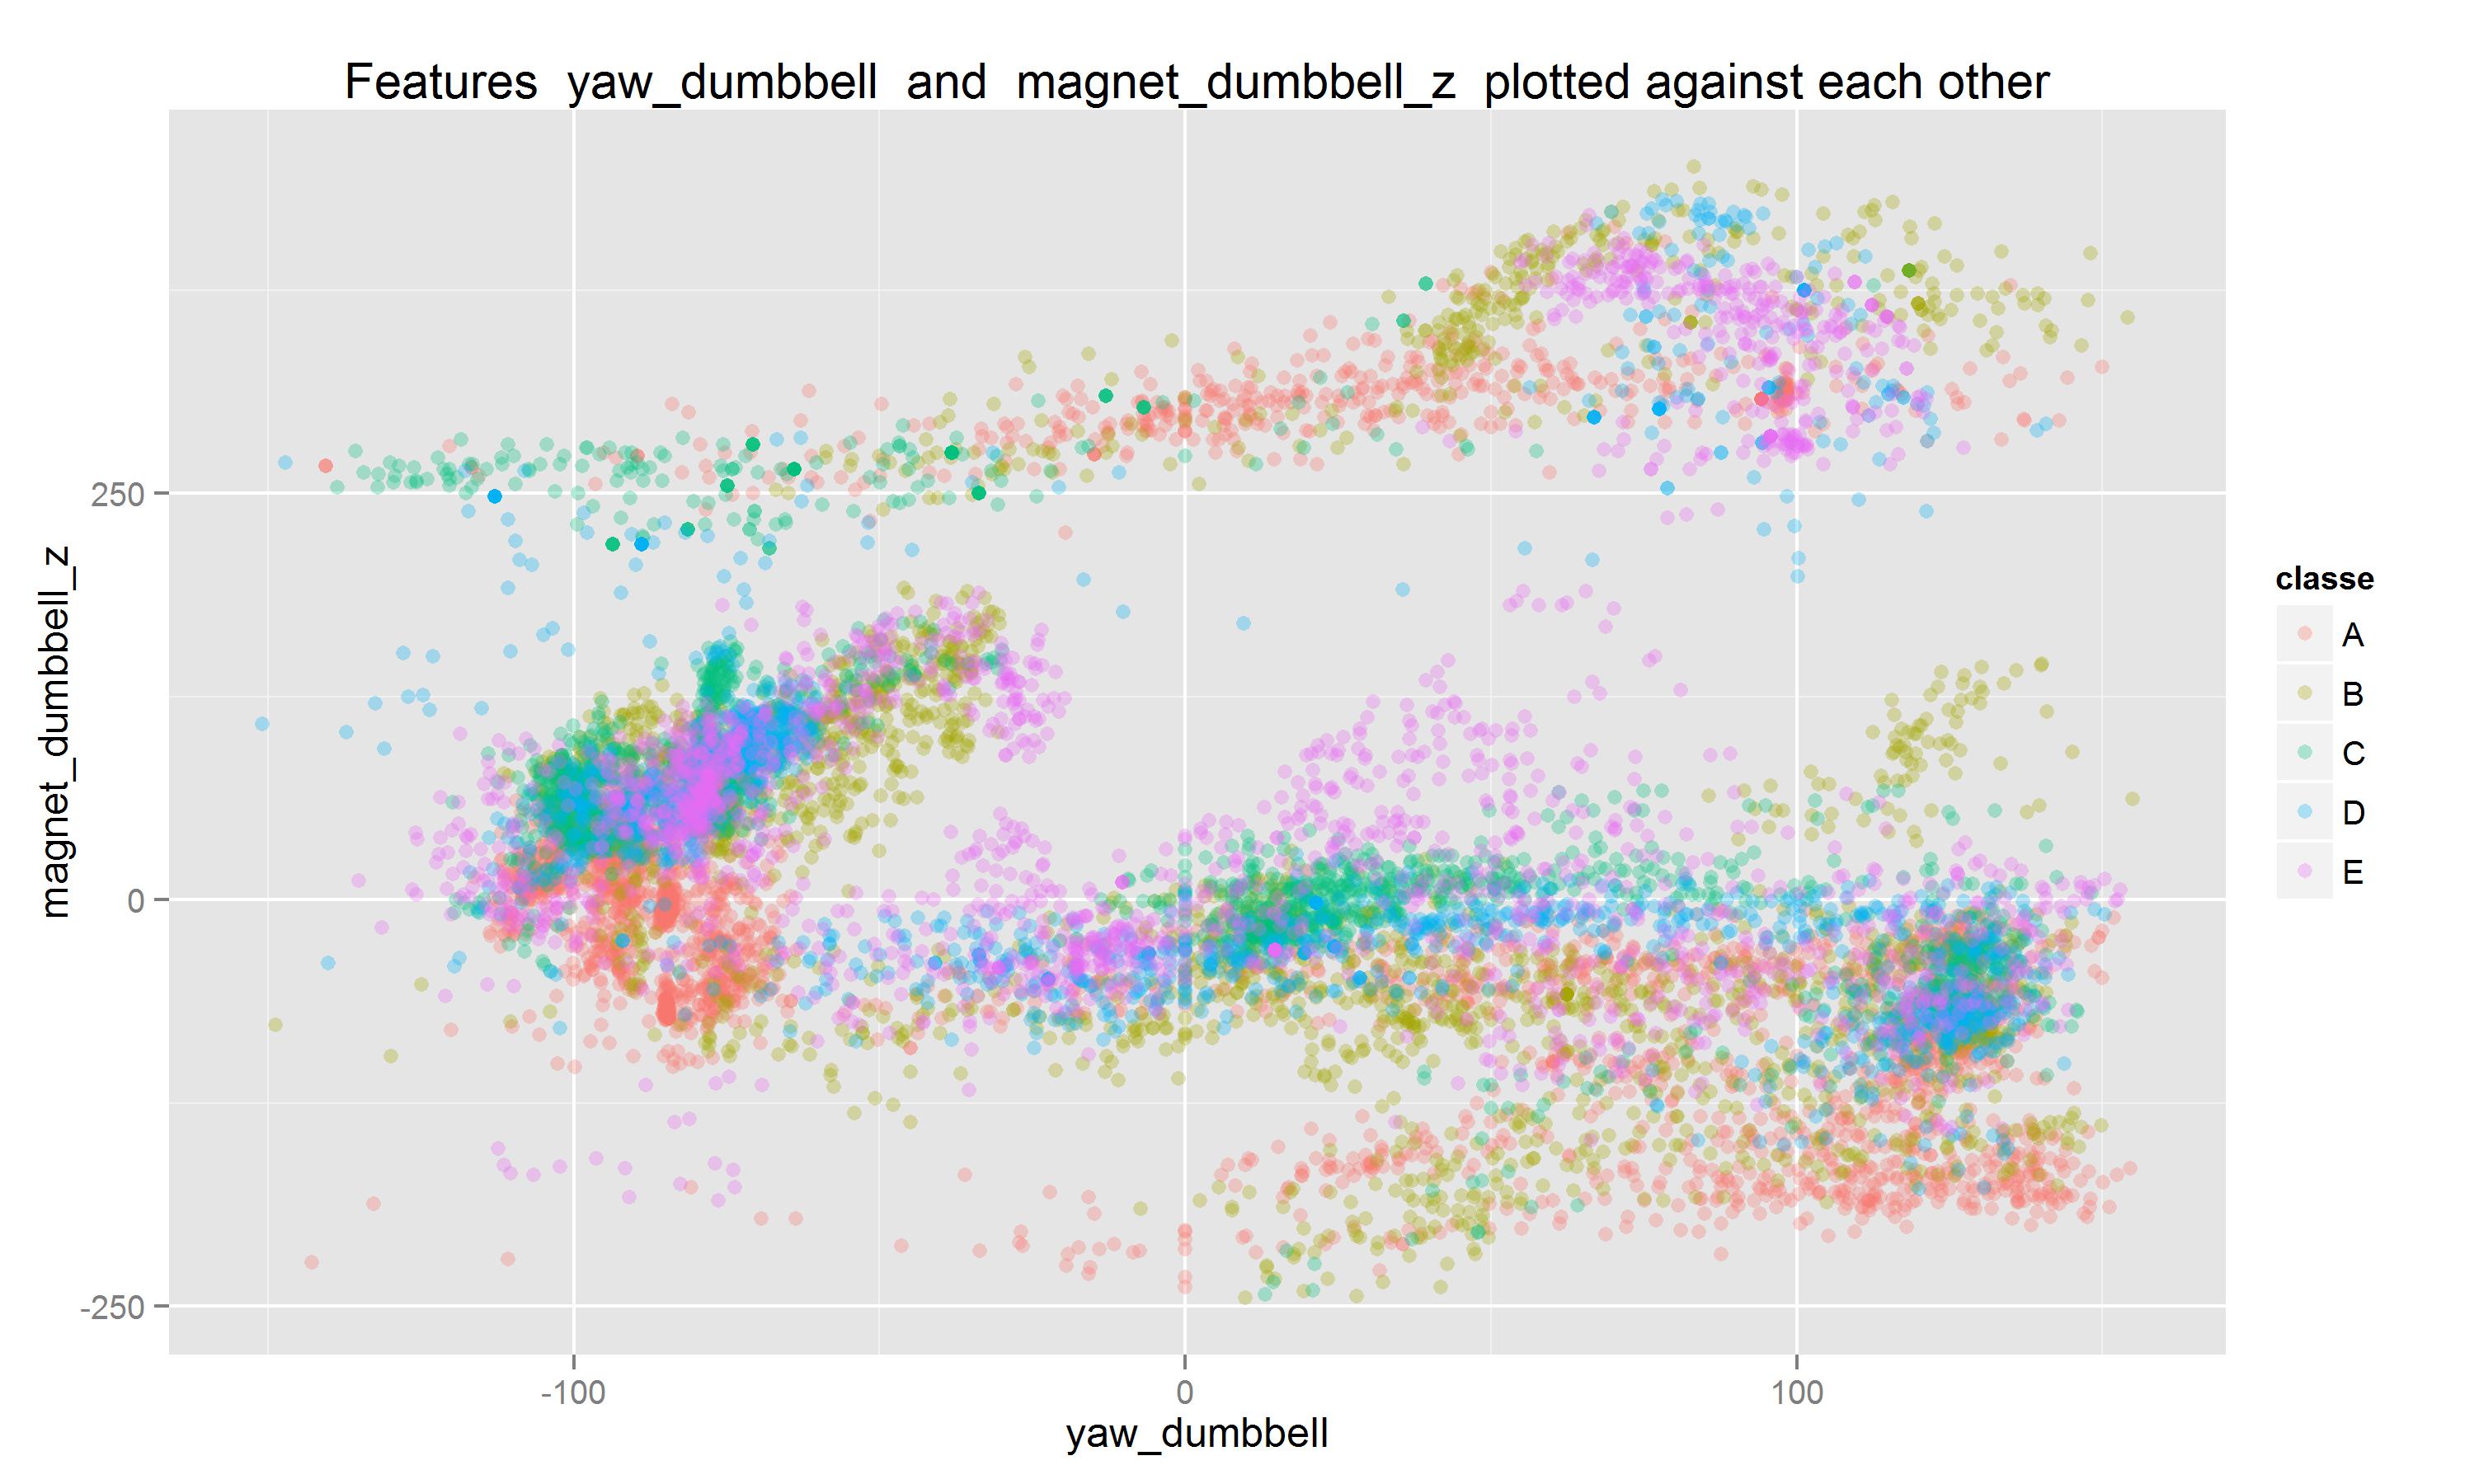 Features yaw_dumbbell and magnet_dumbbell_z plotted against each other
magnet_dumbbell_z
250
0
-250
-100
0
100
yaw_dumbbell
classe
A
B
C
D
E